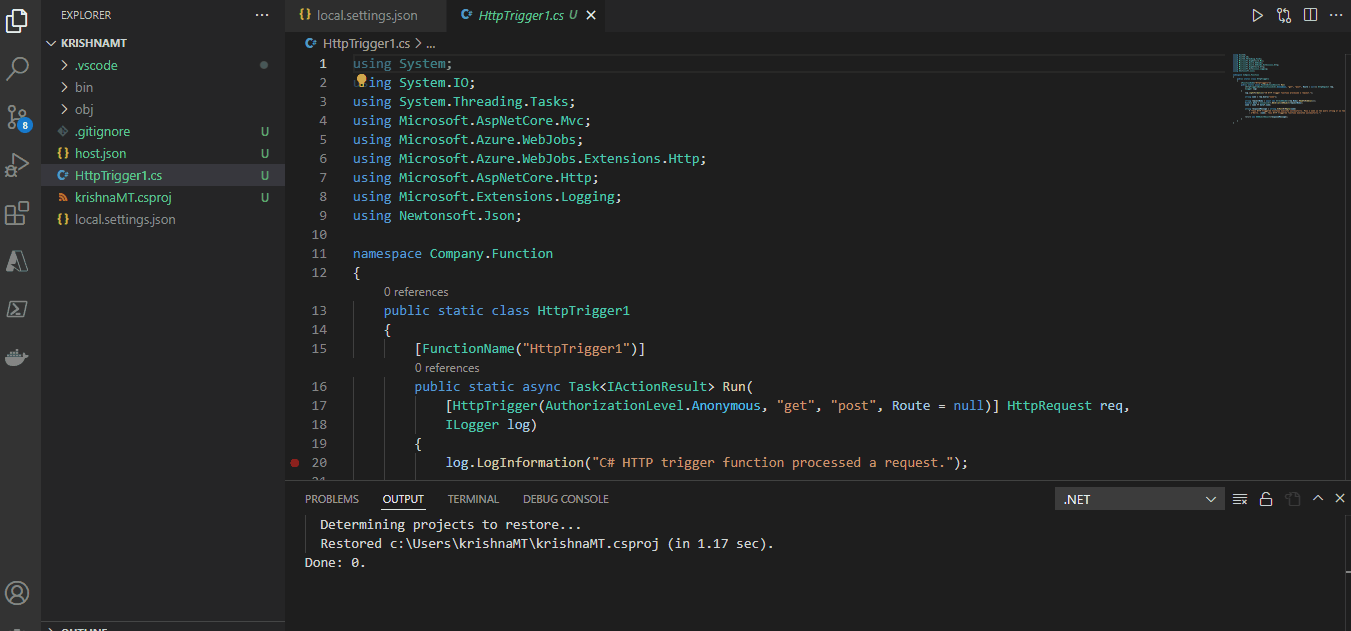 EXPLORER
KRISHNAMT
.vscode
bin
obj
.gitignore U
host.json U
HttpTrigger1.cs U
krishnaMT.csproj U
local.settings.json
OUTLINE
8
local.settings.json
HttpTrigger1.cs U
HttpTrigger1.cs > ...
1 using System;
2 using System.IO;
3 using System.Threading.Tasks;
4 using Microsoft.AspNetCore.Mvc;
5 using Microsoft.Azure.WebJobs;
6 using Microsoft.Azure.WebJobs.Extensions.Http;
7 using Microsoft.AspNetCore.Http;
8 using Microsoft.Extensions.Logging;
9 using Newtonsoft.Json;
10
11 namespace Company.Function
12 {
0 references
13 public static class HttpTrigger1
14 {
15 [FunctionName("HttpTrigger1")]
0 references
16 public static async Task<IActionResult> Run(
17 [HttpTrigger(AuthorizationLevel.Anonymous, "get", "post", Route = null)] HttpRequest req,
18 ILogger log)
19 {
20 log.LogInformation("C# HTTP trigger function processed a request.");
21
PROBLEMS OUTPUT TERMINAL DEBUG CONSOLE .NET
Determining projects to restore...
Restored c:\Users\krishnaMT\krishnaMT.csproj (in 1.17 sec).
Done: 0.